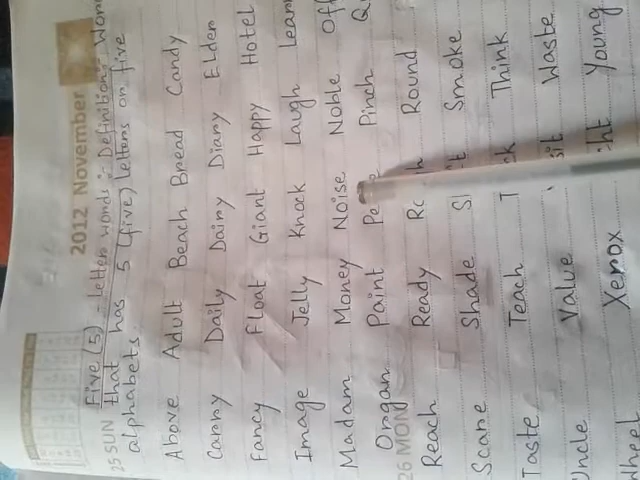 2012 November
25 SUN
Five (5) - Letter words :- Definition:- Word
that has 5 (five) letters or five
alphabets.
Above Adult Beach Bread Candy
Carry Daily Dairy Diary Elder
Fancy Float Giant Happy Hotel
Image Jelly Knock Laugh Learn
Madam Money Noise Noble
Organ Paint Pinch
26 MON
Reach Ready Round
Scare Shade Smoke
Taste Teach Think
Uncle Value Waste
Wheel Xerox Young